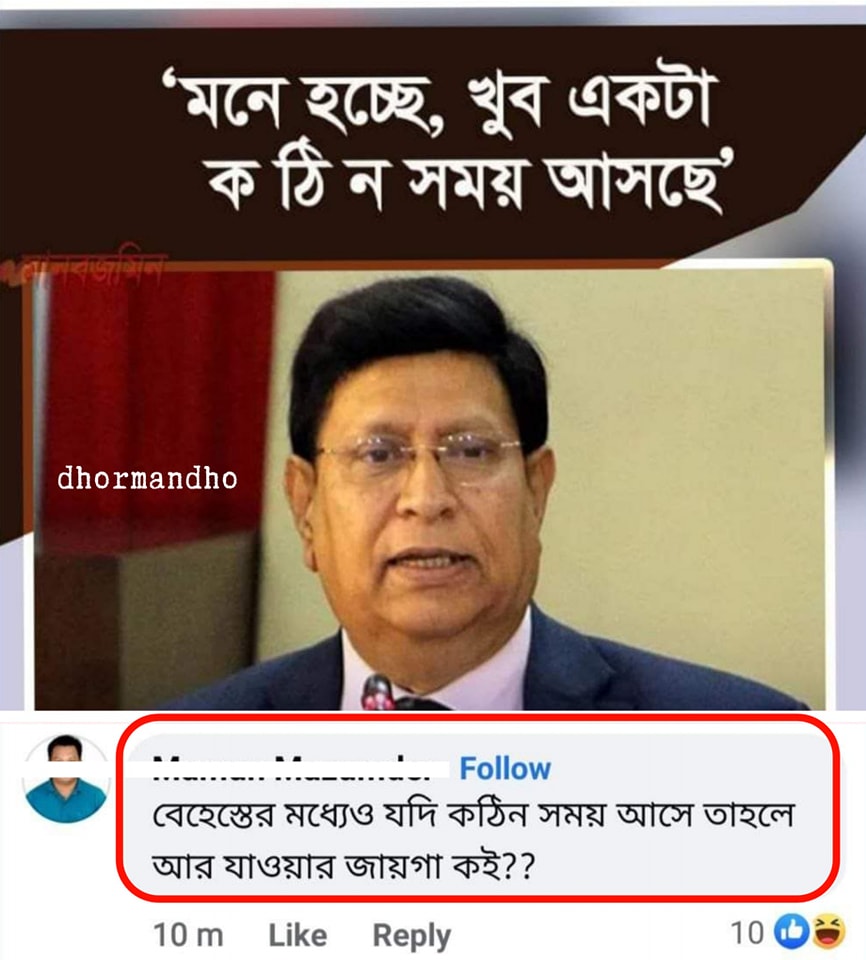 ‘মনে হচ্ছে, খুব একটা
ক ঠি ন সময় আসছে’
মানবজমিন
dhormandho
Follow
বেহেস্তের মধ্যেও যদি কঠিন সময় আসে তাহলে
আর যাওয়ার জায়গা কই??
10 m Like Reply 10